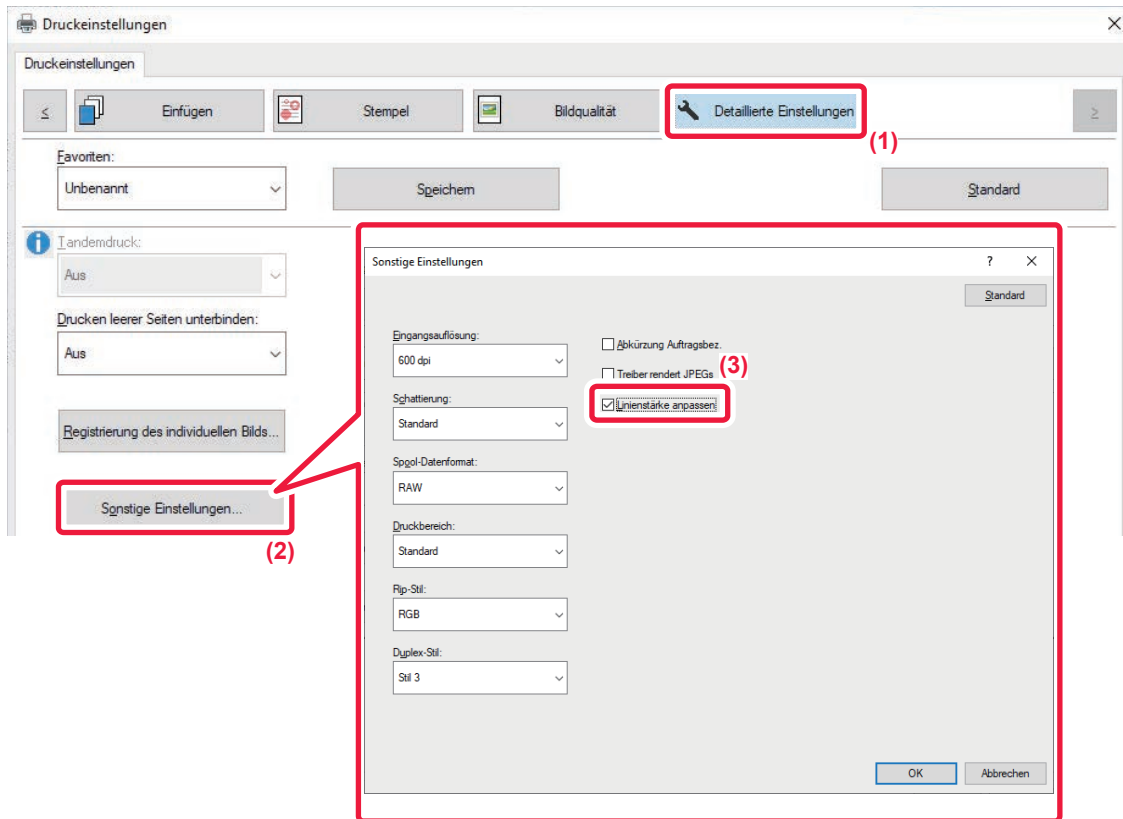 Druckeinstellungen
Druckeinstellungen
≤ Einfügen Stempel Bildqualität Detaillierte Einstellungen ≥
(1)
Favoriten:
Unbenannt Speichern Standard
Tandemdruck:
Aus
Drucken leerer Seiten unterbinden:
Aus
Registrierung des individuellen Bilds...
Sonstige Einstellungen...
(2)
Sonstige Einstellungen ? ×
Standard
Eingangsauflösung:
600 dpi
Schattierung:
Standard
Spool-Datenformat:
RAW
Druckbereich:
Standard
Rip-Stil:
RGB
Duplex-Stil:
Stil 3
Abkürzung Auftragsbez.
Treiber rendert JPEGs
(3)
Linienstärke anpassen
OK Abbrechen